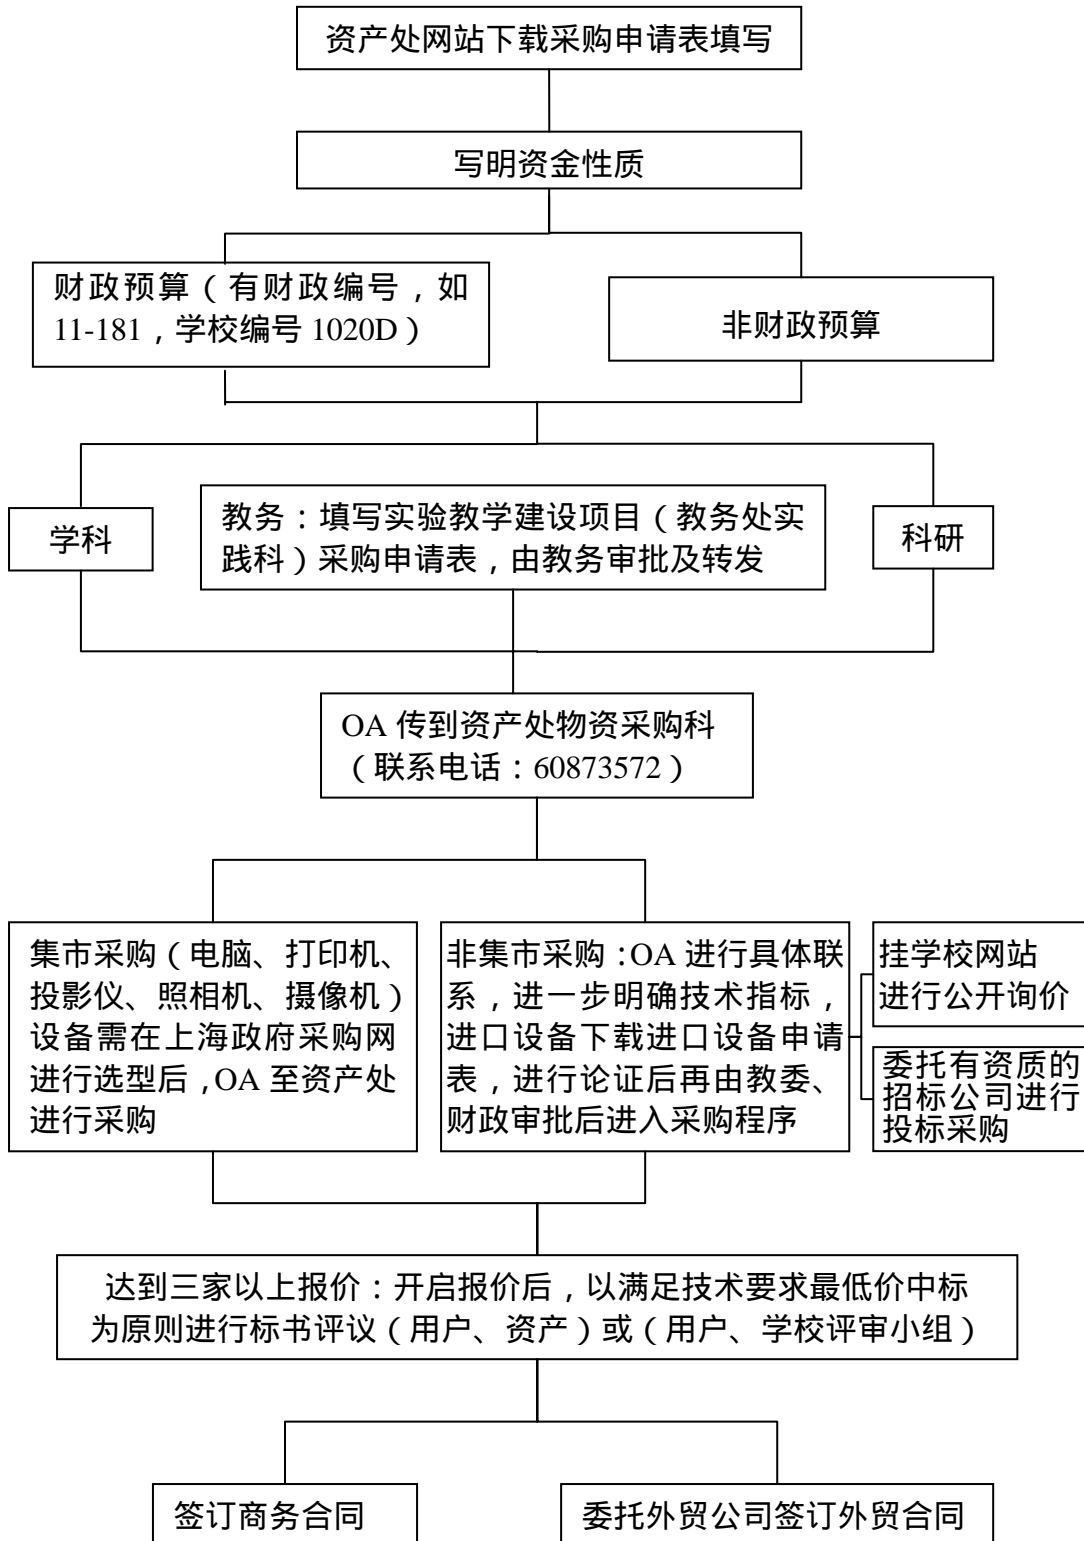 资产处网站下载采购申请表填写
写明资金性质
财政预算（有财政编号，如
11-181，学校编号 1020D）
非财政预算
学科
教务：填写实验教学建设项目（教务处实
践科）采购申请表，由教务审批及转发
科研
OA 传到资产处物资采购科
（联系电话：60873572）
集市采购（电脑、打印机、
投影仪、照相机、摄像机）
设备需在上海政府采购网
进行选型后，OA 至资产处
进行采购
非集市采购：OA 进行具体联
系，进一步明确技术指标，
进口设备下载进口设备申请
表，进行论证后再由教委、
财政审批后进入采购程序
挂学校网站
进行公开询价
委托有资质的
招标公司进行
投标采购
达到三家以上报价：开启报价后，以满足技术要求最低价中标
为原则进行标书评议（用户、资产）或（用户、学校评审小组）
签订商务合同
委托外贸公司签订外贸合同